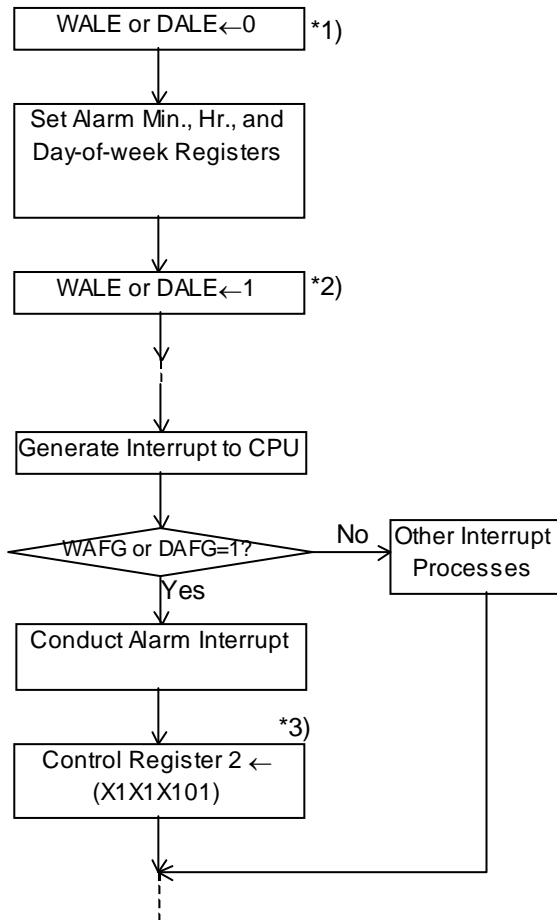 WALE or DALE←0
*1)
Set Alarm Min., Hr., and
Day-of-week Registers
WALE or DALE←1
*2)
Generate Interrupt to CPU
WAFG or DAFG=1?
No
Other Interrupt
Processes
Yes
Conduct Alarm Interrupt
*3)
Control Register 2 ←
(X1X1X101)